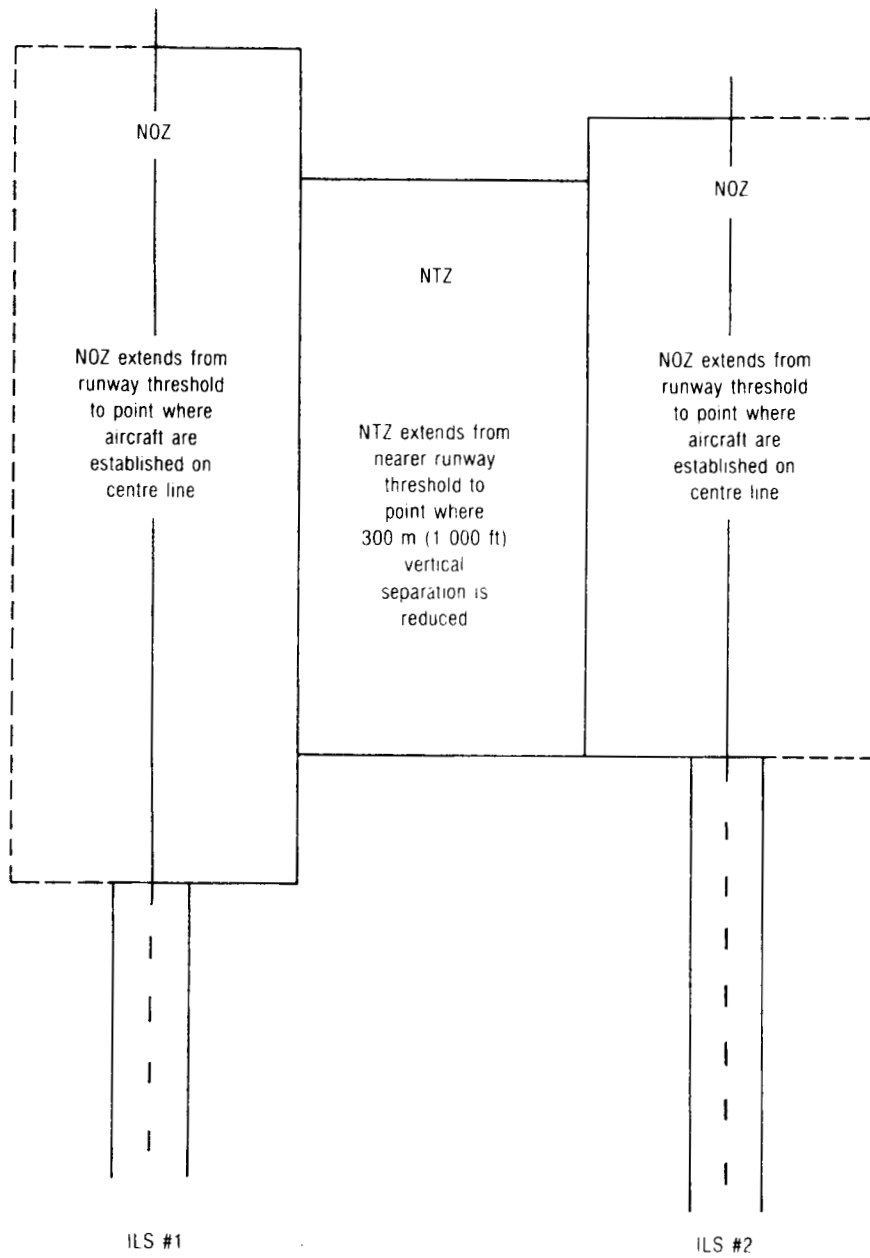 NOZ
NOZ
NTZ
NOZ extends from
runway threshold
to point where
aircraft are
established on
centre line
NTZ extends from
nearer runway
threshold to
point where
300 m (1 000 ft)
vertical
separation is
reduced
NOZ extends from
runway threshold
to point where
aircraft are
established on
centre line
ILS #1
ILS #2